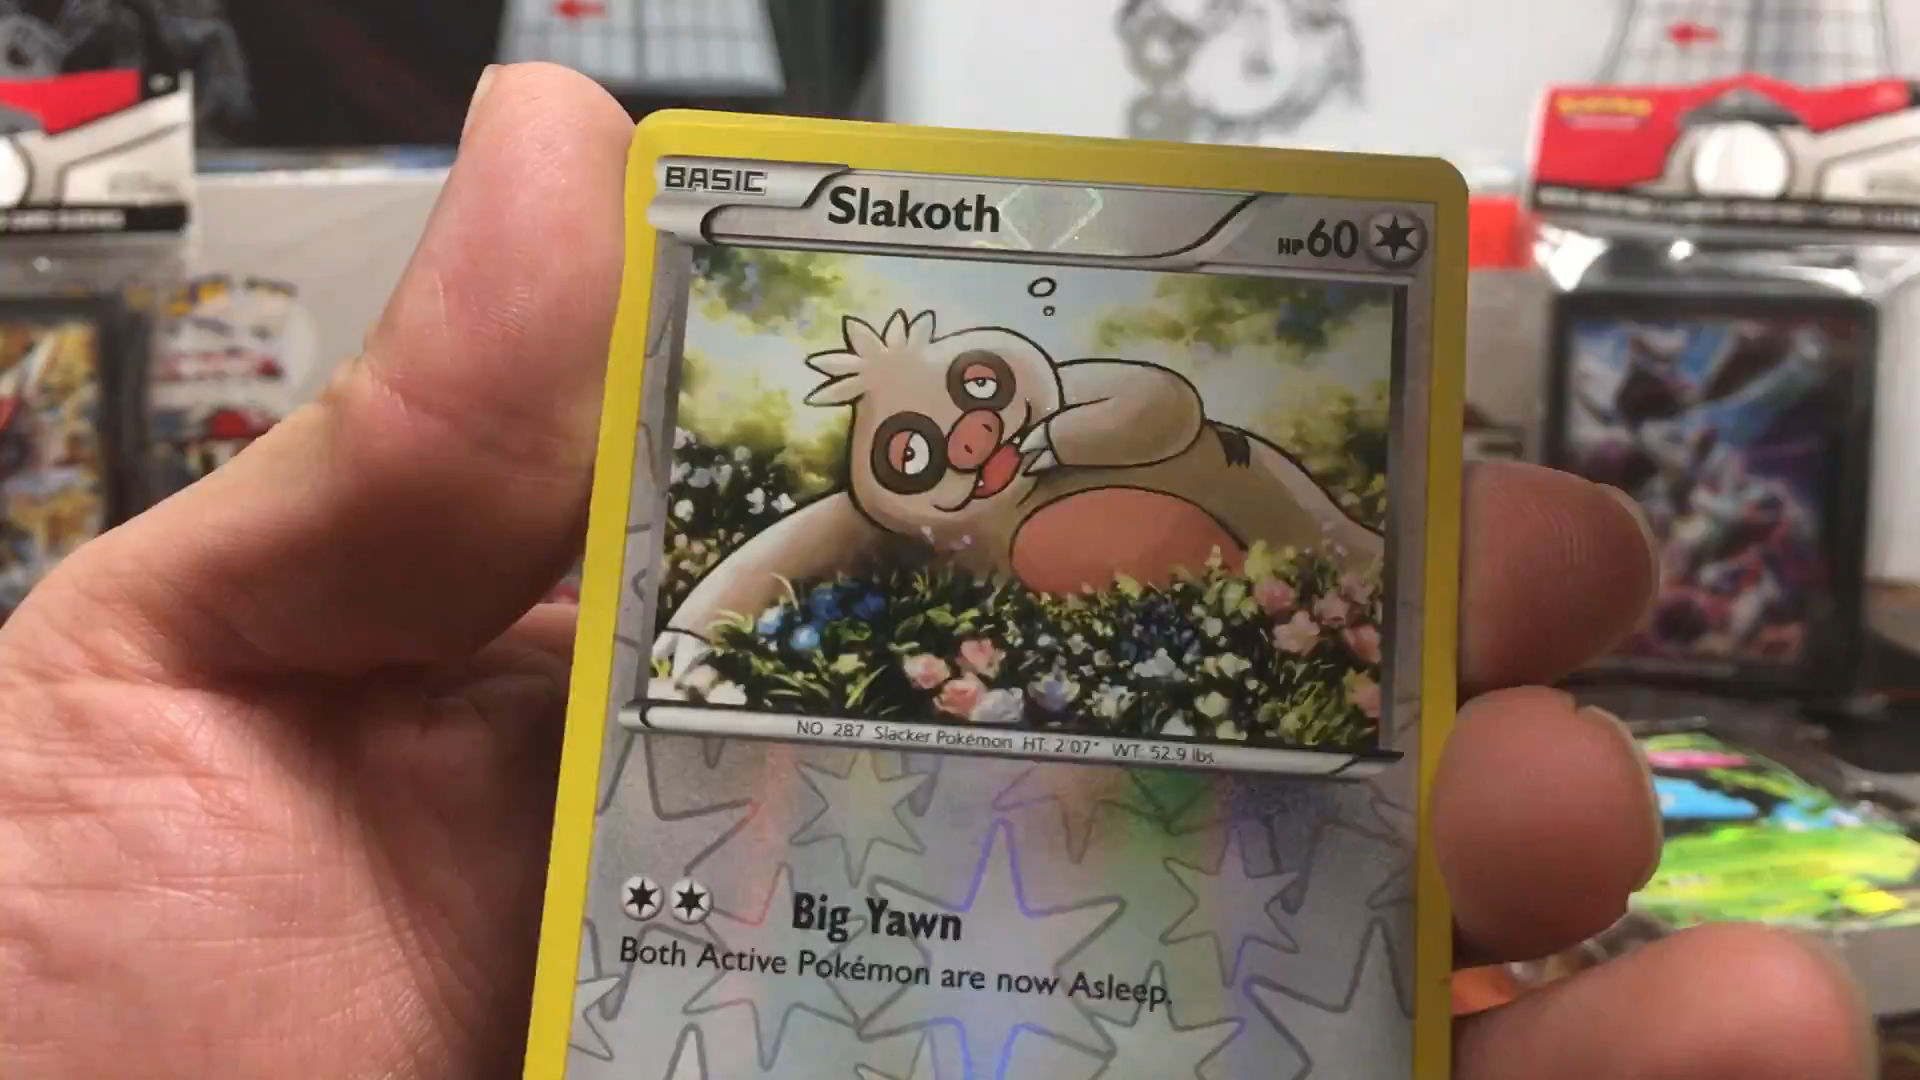 BASIC
Slakoth
HP60
NO. 287 Slacker Pokémon HT: 2'07" WT: 52.9 lbs.
Big Yawn
Both Active Pokémon are now Asleep.